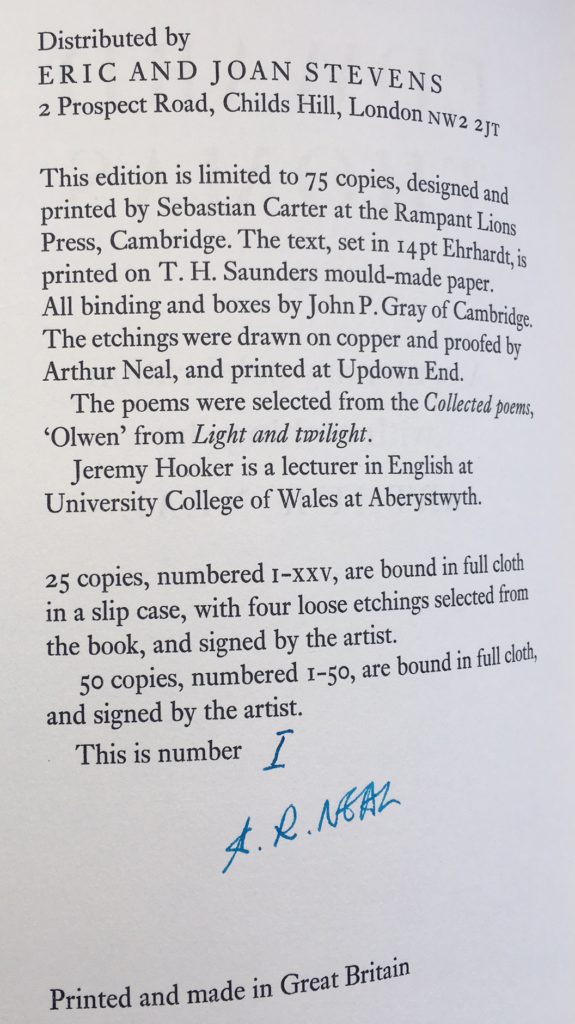 Distributed by
ERIC AND JOAN STEVENS
2 Prospect Road, Childs Hill, London NW2 2JT
This edition is limited to 75 copies, designed and
printed by Sebastian Carter at the Rampant Lions
Press, Cambridge. The text, set in 14pt Ehrhardt, is
printed on T. H. Saunders mould-made paper.
All binding and boxes by John P. Gray of Cambridge.
The etchings were drawn on copper and proofed by
Arthur Neal, and printed at Updown End.
The poems were selected from the Collected poems,
‘Olwen’ from Light and twilight.
Jeremy Hooker is a lecturer in English at
University College of Wales at Aberystwyth.
25 copies, numbered I–XXV, are bound in full cloth
in a slip case, with four loose etchings selected from
the book, and signed by the artist.
50 copies, numbered 1–50, are bound in full cloth,
and signed by the artist.
This is number I
A. R. NEAL
Printed and made in Great Britain